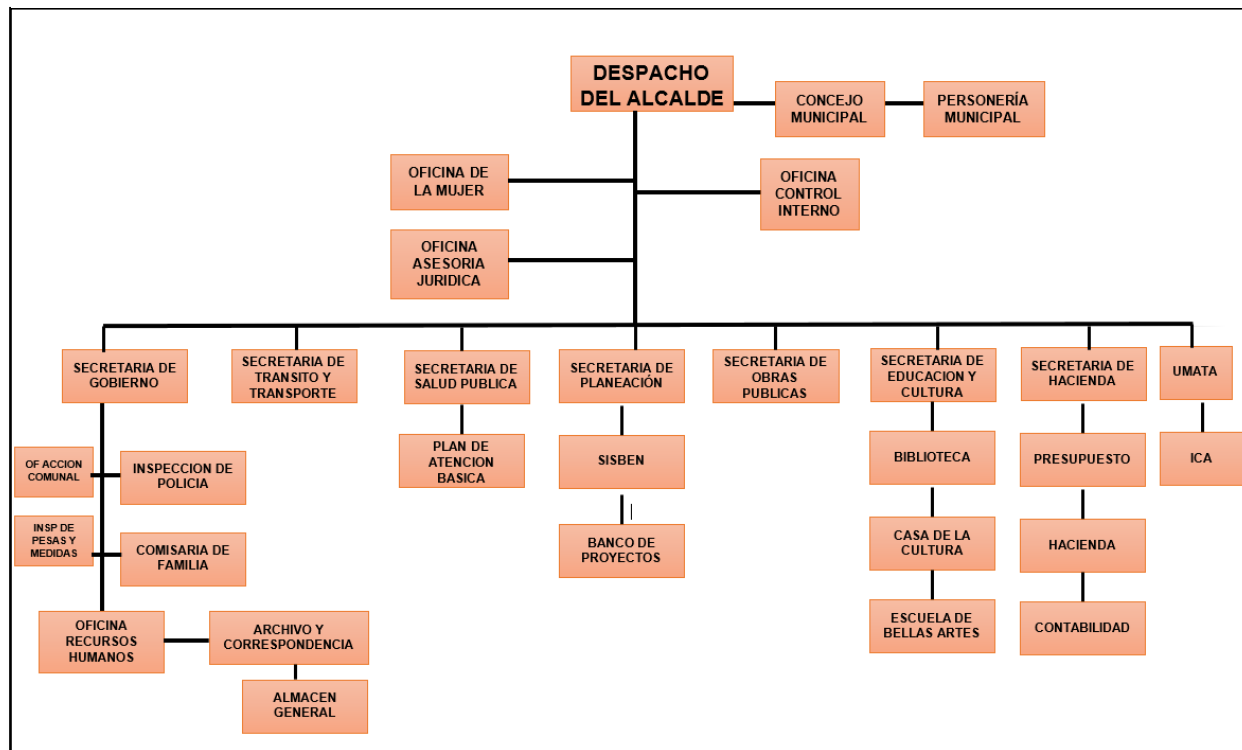 DESPACHO
DEL ALCALDE
CONCEJO
MUNICIPAL
PERSONERÍA
MUNICIPAL
OFICINA DE
LA MUJER
OFICINA
CONTROL
INTERNO
OFICINA
ASESORIA
JURIDICA
SECRETARIA DE
GOBIERNO
SECRETARIA DE
TRANSITO Y
TRANSPORTE
SECRETARIA DE
SALUD PUBLICA
SECRETARIA DE
PLANEACIÓN
SECRETARIA DE
OBRAS
PUBLICAS
SECRETARIA DE
EDUCACION Y
CULTURA
SECRETARIA DE
HACIENDA
UMATA
OF ACCION
COMUNAL
INSPECCION DE
POLICIA
PLAN DE
ATENCION
BASICA
SISBEN
BIBLIOTECA
PRESUPUESTO
ICA
INSP DE
PESAS Y
MEDIDAS
COMISARIA DE
FAMILIA
BANCO DE
PROYECTOS
CASA DE LA
CULTURA
HACIENDA
OFICINA
RECURSOS
HUMANOS
ARCHIVO Y
CORRESPONDENCIA
ESCUELA DE
BELLAS ARTES
CONTABILIDAD
ALMACEN
GENERAL